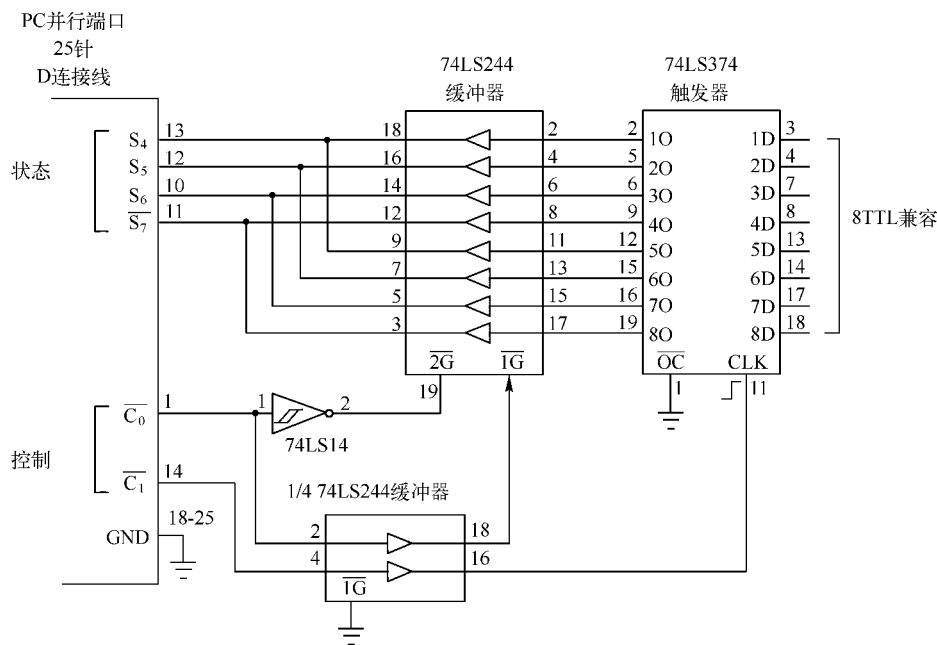 PC并行端口
25针
D连接线
74LS244
缓冲器
74LS374
触发器
状态
S4 13 18 2 2 1O 1D 3
S5 12 16 4 5 2O 2D 4
S6 10 14 6 6 3O 3D 7
S7 11 12 8 9 4O 4D 8
8TTL兼容
9 11 12 5O 5D 13
7 13 15 6O 6D 14
5 15 16 7O 7D 17
3 17 19 8O 8D 18
2G 1G OC CLK
19 1 11
控制
C0 1 1 2
74LS14
C1 14
1/4 74LS244缓冲器
GND 18-25
2 18
4 16
1G